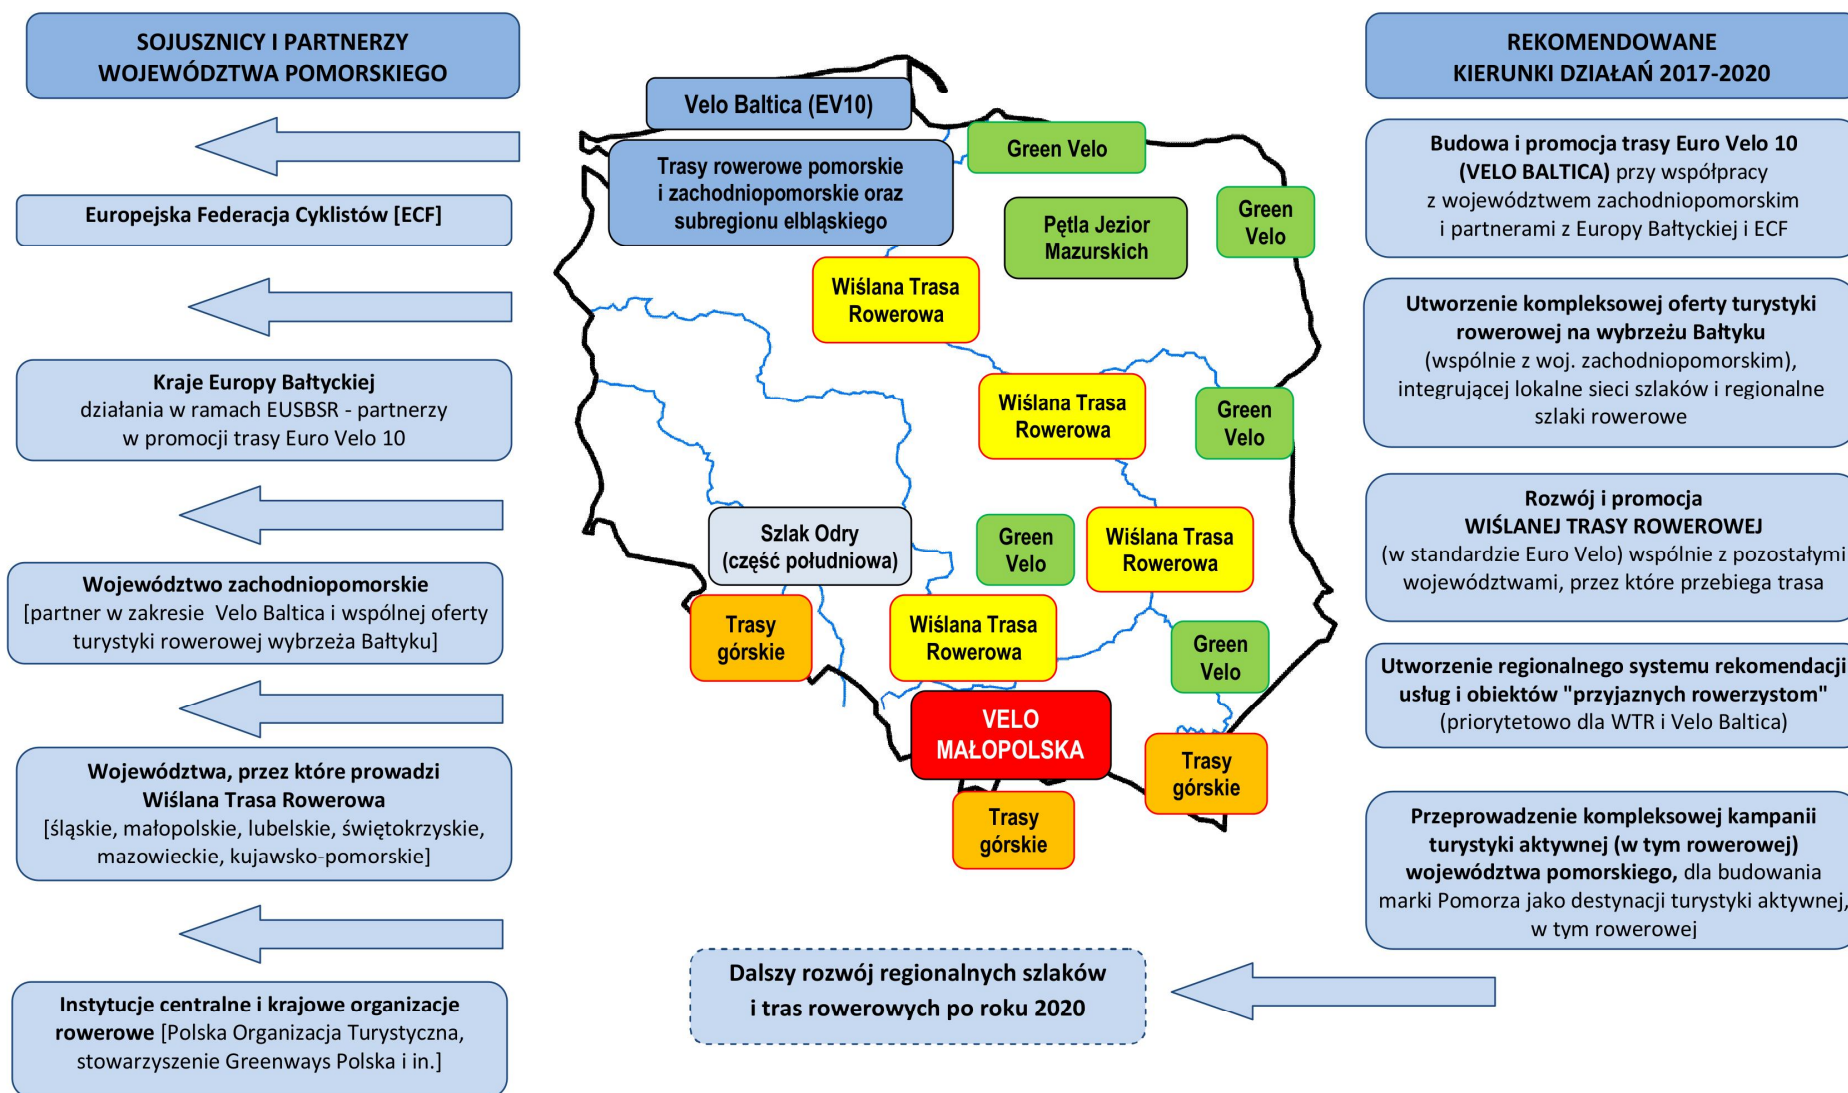 SOJUSZNICY I PARTNERZY
WOJEWÓDZTWA POMORSKIEGO
Europejska Federacja Cyklistów [ECF]
Kraje Europy Bałtyckiej
działania w ramach EUSBSR - partnerzy
w promocji trasy Euro Velo 10
Województwo zachodniopomorskie
[partner w zakresie Velo Baltica i wspólnej oferty
turystyki rowerowej wybrzeża Bałtyku]
Województwa, przez które prowadzi
Wiślana Trasa Rowerowa
[śląskie, małopolskie, lubelskie, świętokrzyskie,
mazowieckie, kujawsko-pomorskie]
Instytucje centralne i krajowe organizacje
rowerowe [Polska Organizacja Turystyczna,
stowarzyszenie Greenways Polska i in.]
Velo Baltica (EV10)
Trasy rowerowe pomorskie
i zachodniopomorskie oraz
subregionu elbląskiego
Green Velo
Pętla Jezior
Mazurskich
Green
Velo
Wiślana Trasa
Rowerowa
Wiślana Trasa
Rowerowa
Green
Velo
Szlak Odry
(część południowa)
Green
Velo
Wiślana Trasa
Rowerowa
Trasy
górskie
Wiślana Trasa
Rowerowa
Green
Velo
VELO
MAŁOPOLSKA
Trasy
górskie
Trasy
górskie
Dalszy rozwój regionalnych szlaków
i tras rowerowych po roku 2020
REKOMENDOWANE
KIERUNKI DZIAŁAŃ 2017-2020
Budowa i promocja trasy Euro Velo 10
(VELO BALTICA) przy współpracy
z województwem zachodniopomorskim
i partnerami z Europy Bałtyckiej i ECF
Utworzenie kompleksowej oferty turystyki
rowerowej na wybrzeżu Bałtyku
(wspólnie z woj. zachodniopomorskim),
integrującej lokalne sieci szlaków i regionalne
szlaki rowerowe
Rozwój i promocja
WIŚLANEJ TRASY ROWEROWEJ
(w standardzie Euro Velo) wspólnie z pozostałymi
województwami, przez które przebiega trasa
Utworzenie regionalnego systemu rekomendacji
usług i obiektów "przyjaznych rowerzystom"
(priorytetowo dla WTR i Velo Baltica)
Przeprowadzenie kompleksowej kampanii
turystyki aktywnej (w tym rowerowej)
województwa pomorskiego, dla budowania
marki Pomorza jako destynacji turystyki aktywnej,
w tym rowerowej